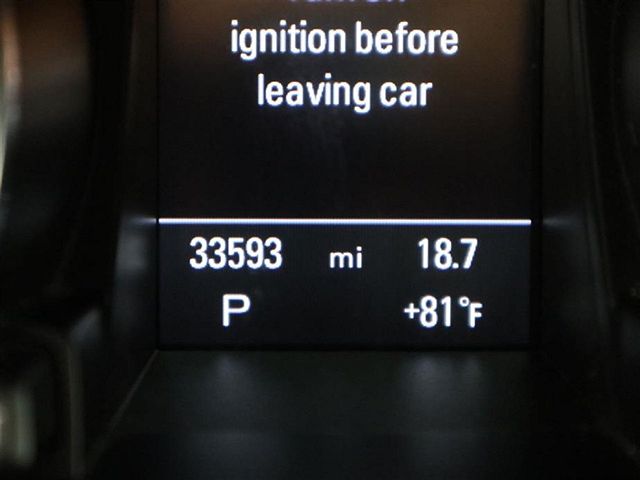 ignition before
leaving car
33593 mi 18.7
P +81°F